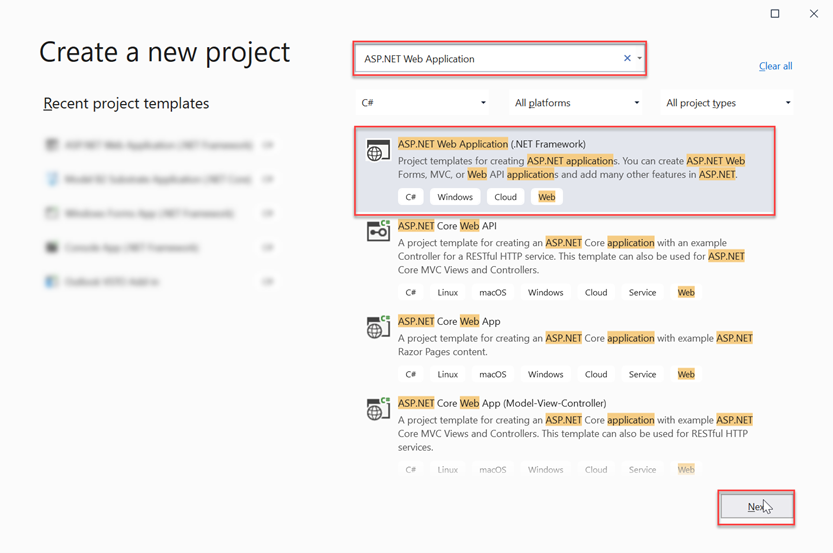 Create a new project
Recent project templates
ASP.NET Web Application
Clear all
C#
All platforms
All project types
ASP.NET Web Application (.NET Framework)
Project templates for creating ASP.NET applications. You can create ASP.NET Web
Forms, MVC, or Web API applications and add many other features in ASP.NET.
C# Windows Cloud Web
ASP.NET Core Web API
A project template for creating an ASP.NET Core application with an example
Controller for a RESTful HTTP service. This template can also be used for ASP.NET
Core MVC Views and Controllers.
C# Linux macOS Windows Cloud Service Web
ASP.NET Core Web App
A project template for creating an ASP.NET Core application with example ASP.NET
Razor Pages content.
C# Linux macOS Windows Cloud Service Web
ASP.NET Core Web App (Model-View-Controller)
A project template for creating an ASP.NET Core application with example ASP.NET
Core MVC Views and Controllers. This template can also be used for RESTful HTTP
services.
C# Linux macOS Windows Cloud Service Web
Next